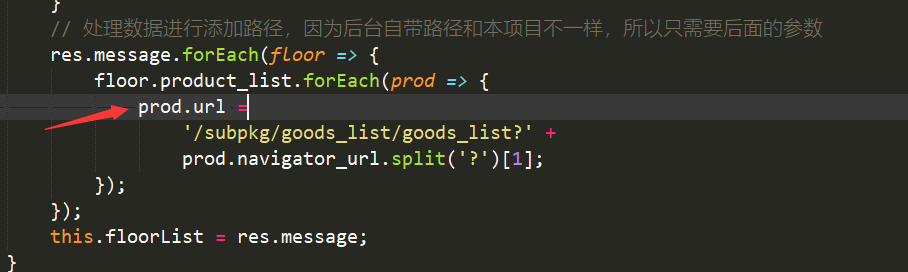 }
// 处理数据进行添加路径，因为后台自带路径和本项目不一样，所以只需要后面的参数
res.message.forEach(floor => {
floor.product_list.forEach(prod => {
prod.url =
'/subpkg/goods_list/goods_list?' +
prod.navigator_url.split('?')[1];
});
});
this.floorList = res.message;
}